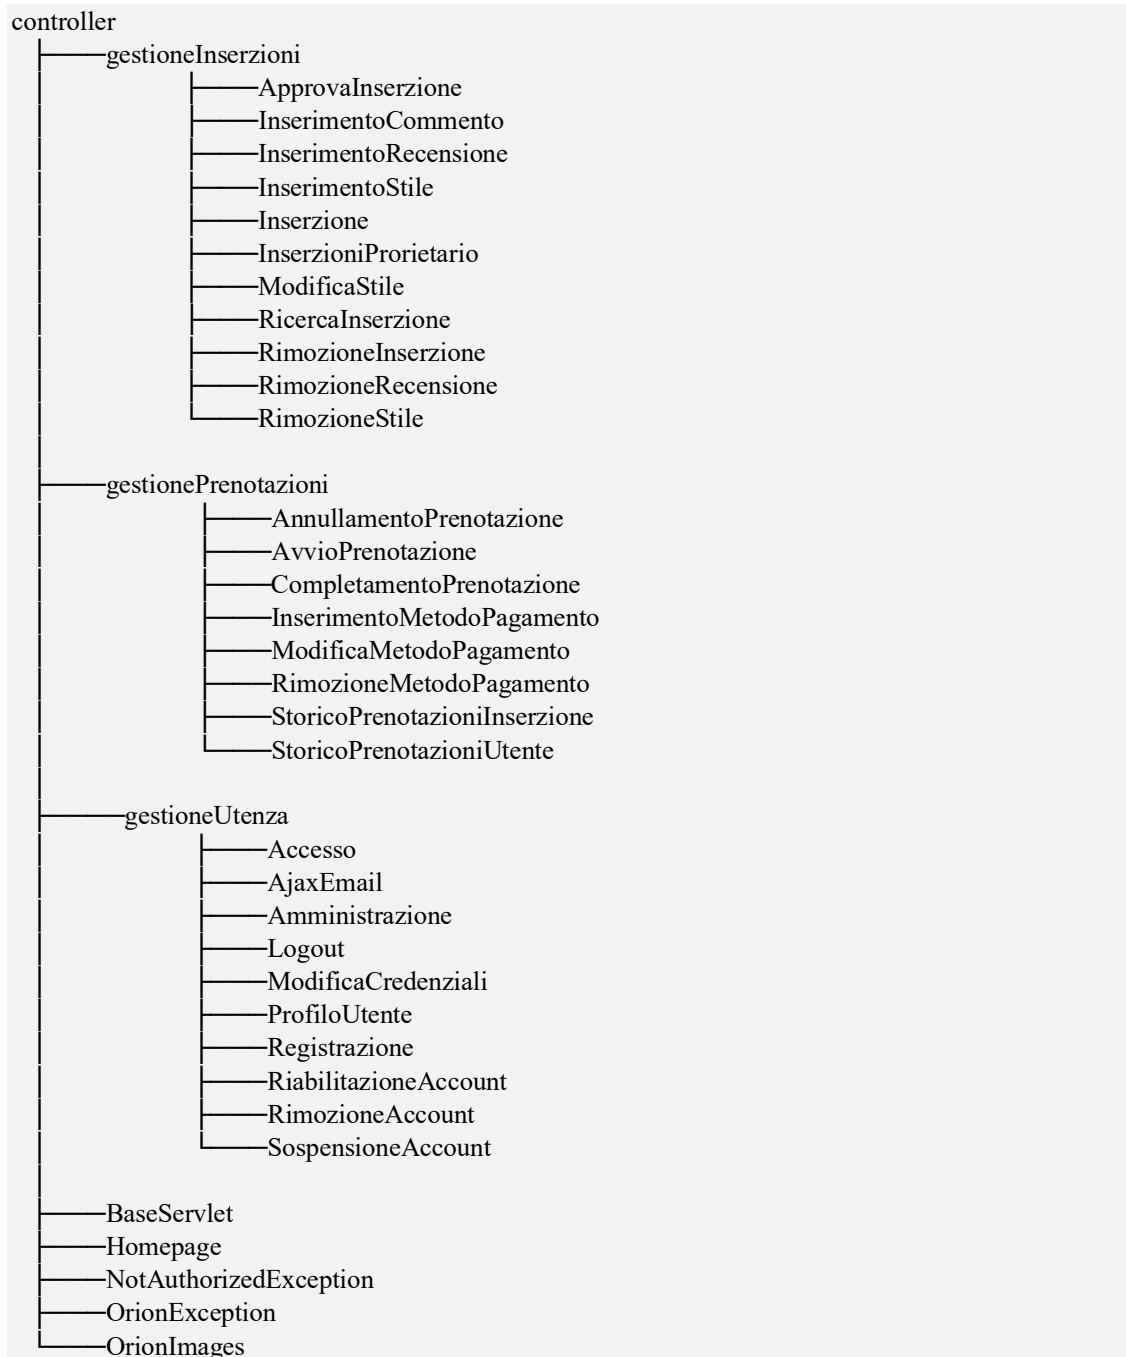 controller
gestioneInserzioni
ApprovaInserzione
InserimentoCommento
InserimentoRecensione
InserimentoStile
Inserzione
InserzioniProrietario
ModificaStile
RicercaInserzione
RimozioneInserzione
RimozioneRecensione
RimozioneStile
gestionePrenotazioni
AnnullamentoPrenotazione
AvvioPrenotazione
CompletamentoPrenotazione
InserimentoMetodoPagamento
ModificaMetodoPagamento
RimozioneMetodoPagamento
StoricoPrenotazioniInserzione
StoricoPrenotazioniUtente
gestioneUtenza
Accesso
AjaxEmail
Amministrazione
Logout
ModificaCredenziali
ProfiloUtente
Registrazione
RiabilitazioneAccount
RimozioneAccount
SospensioneAccount
BaseServlet
Homepage
NotAuthorizedException
OrionException
OrionImages